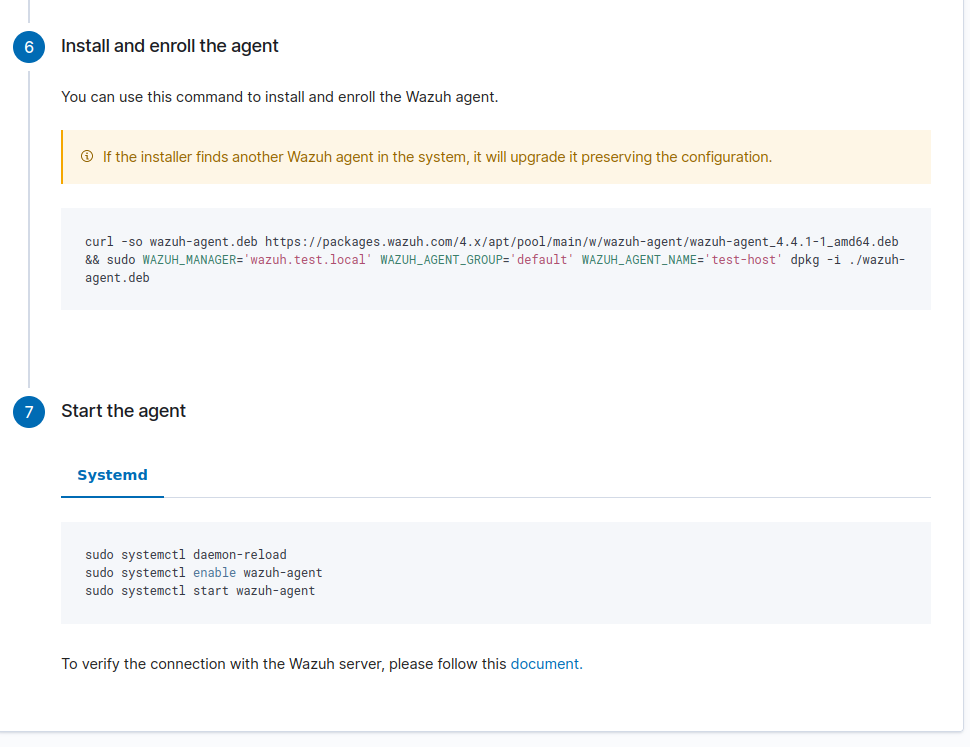 6
Install and enroll the agent
You can use this command to install and enroll the Wazuh agent.
If the installer finds another Wazuh agent in the system, it will upgrade it preserving the configuration.
curl -so wazuh-agent.deb https://packages.wazuh.com/4.x/apt/pool/main/w/wazuh-agent/wazuh-agent_4.4.1-1_amd64.deb
&& sudo WAZUH_MANAGER='wazuh.test.local' WAZUH_AGENT_GROUP='default' WAZUH_AGENT_NAME='test-host' dpkg -i ./wazuh-
agent.deb
7
Start the agent
Systemd
sudo systemctl daemon-reload
sudo systemctl enable wazuh-agent
sudo systemctl start wazuh-agent
To verify the connection with the Wazuh server, please follow this document.